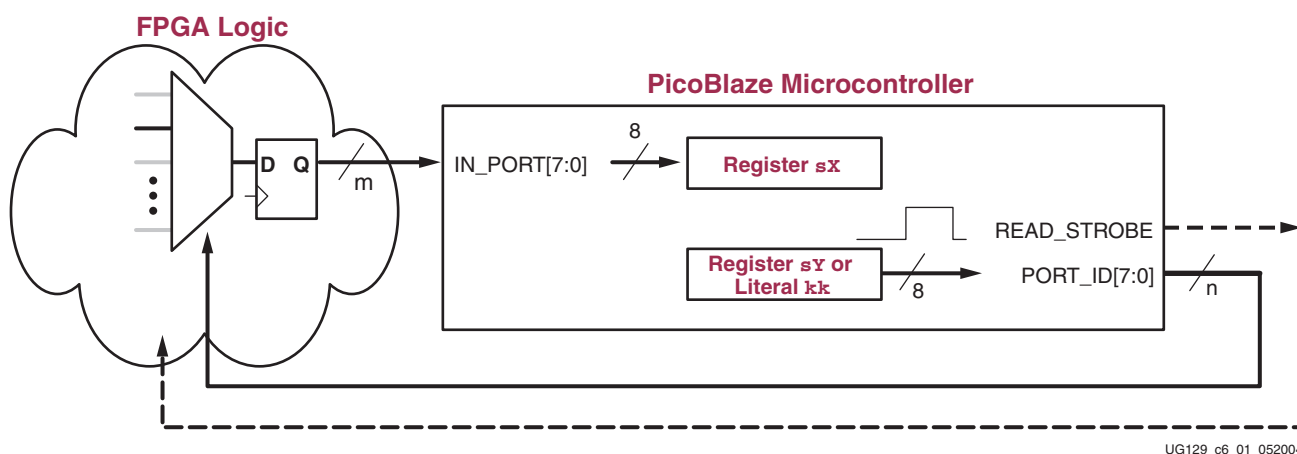 FPGA Logic
PicoBlaze Microcontroller
D Q
m
IN_PORT[7:0]
8
Register sX
READ_STROBE
Register sY or
Literal kk
8
PORT_ID[7:0]
n
UG129_c6_01_052004